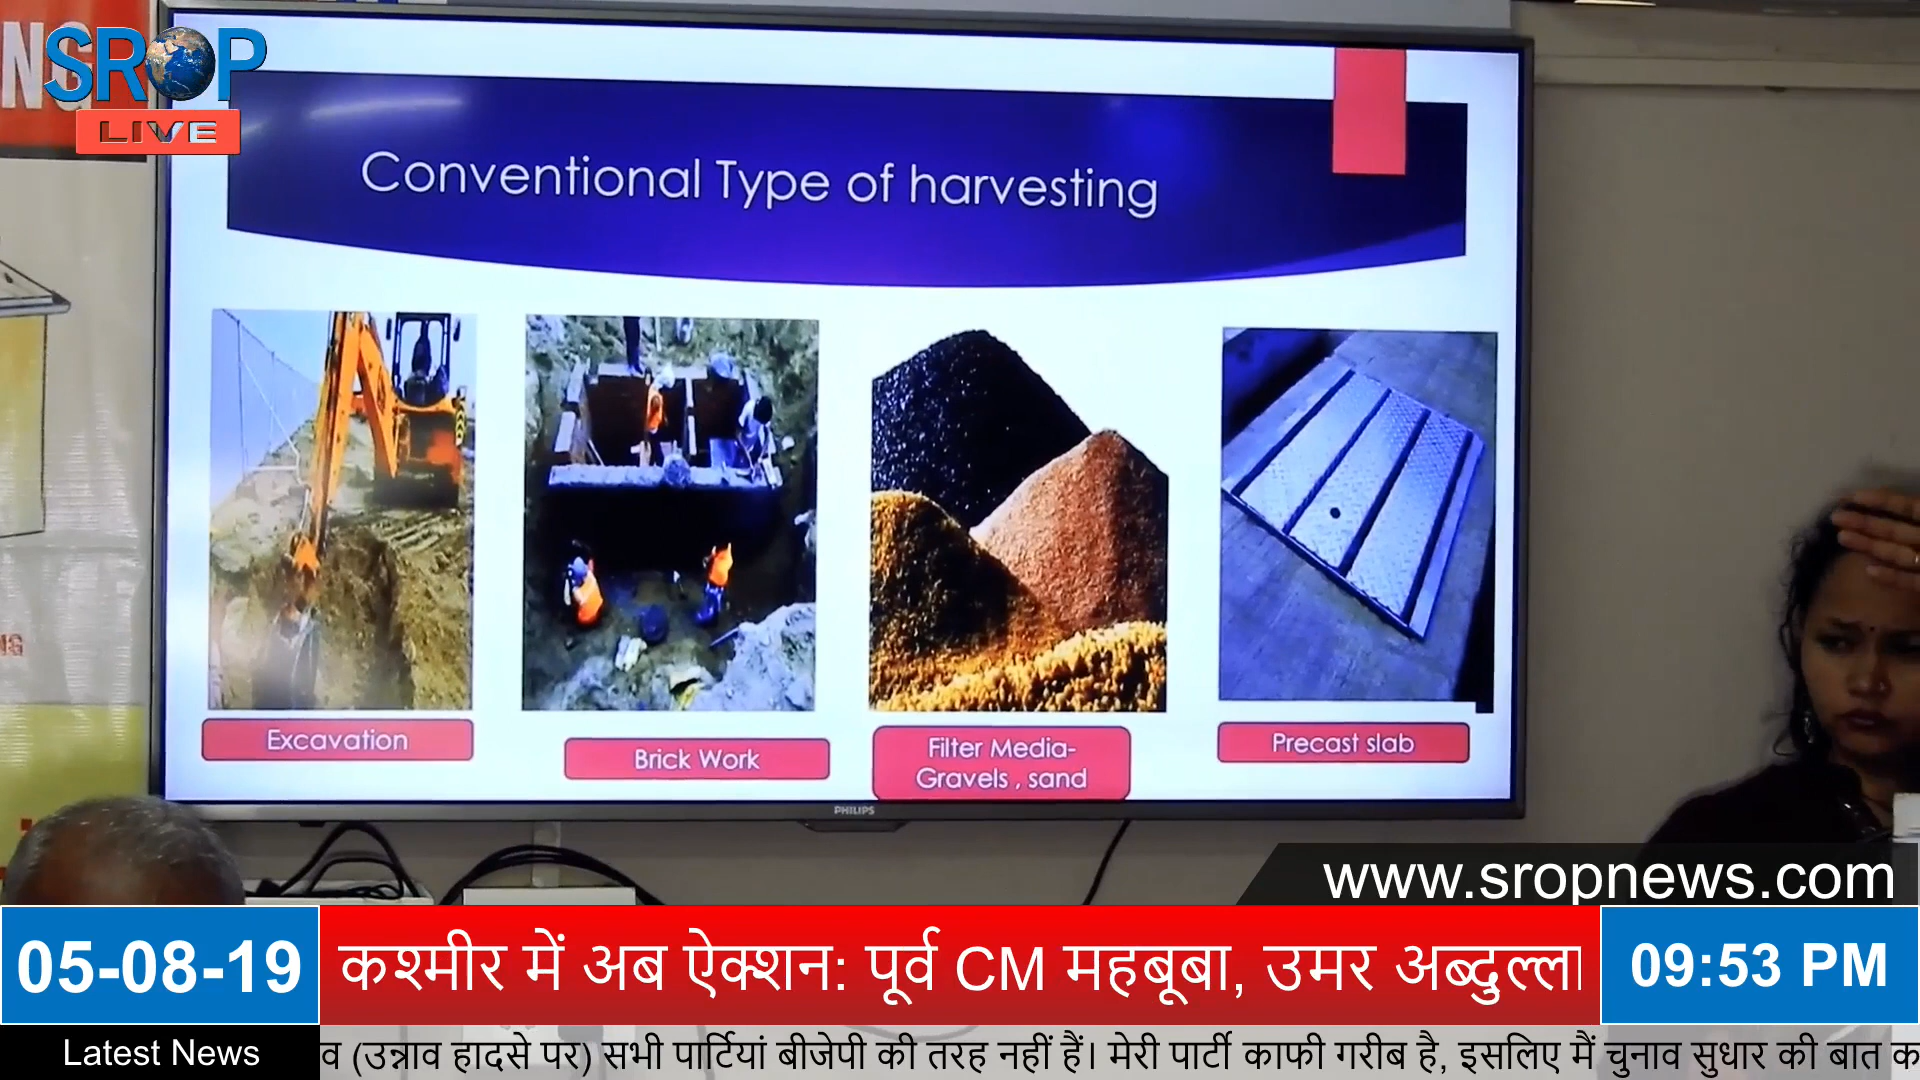 SROP
LIVE
Conventional Type of harvesting
Excavation
Brick Work
Filter Media-
Gravels , sand
Precast slab
PHILIPS
www.sropnews.com
05-08-19
कश्मीर में अब ऐक्शन: पूर्व CM महबूबा, उमर अब्दुल्ला
09:53 PM
Latest News
व (उन्नाव हादसे पर) सभी पार्टियां बीजेपी की तरह नहीं हैं। मेरी पार्टी काफी गरीब है, इसलिए मैं चुनाव सुधार की बात क